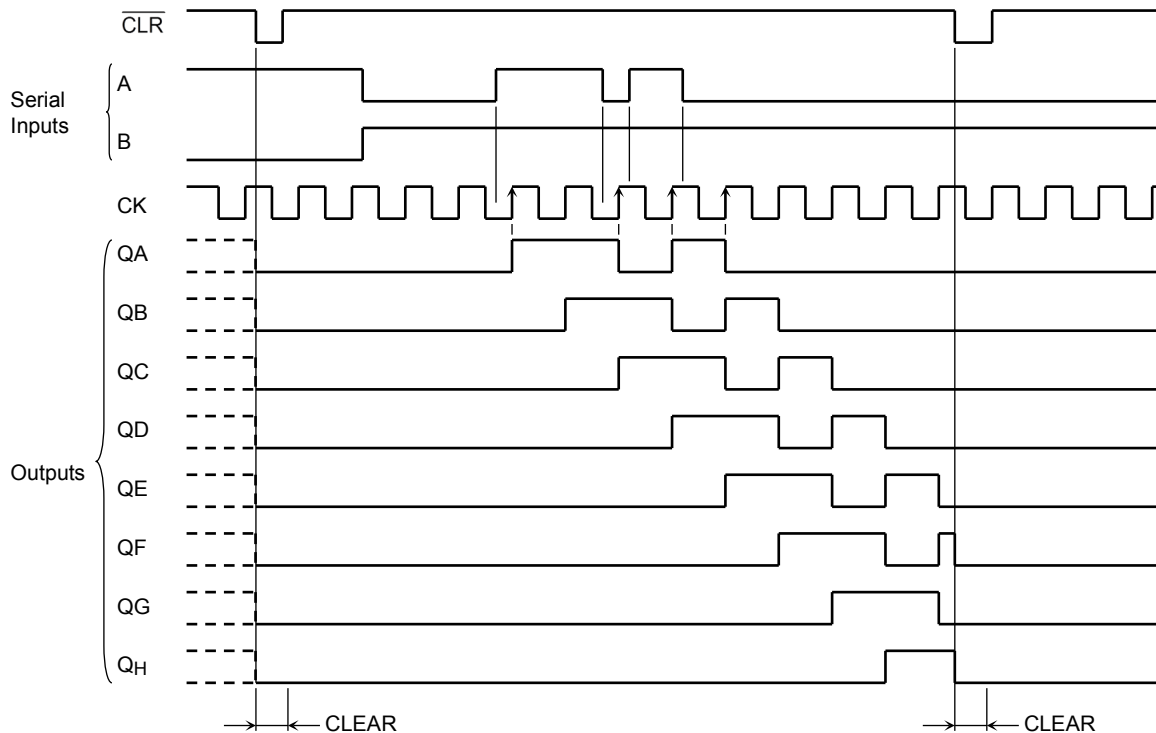 CLR
Serial
Inputs
A
B
CK
Outputs
QA
QB
QC
QD
QE
QF
QG
QH
CLEAR
CLEAR